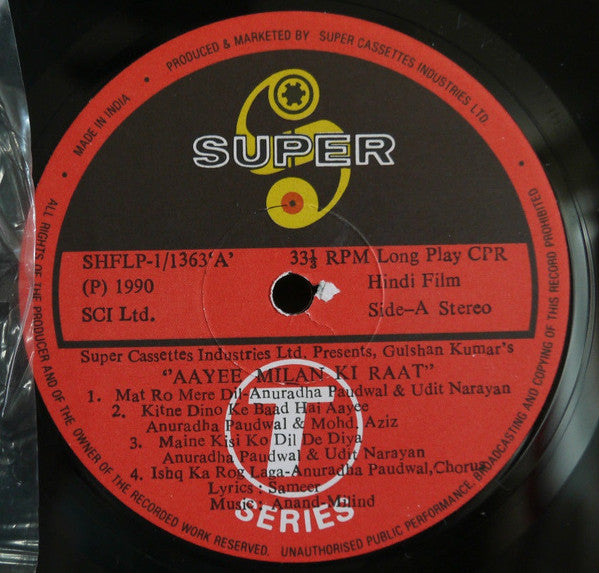 • PRODUCED & MARKETED BY SUPER CASSETTES INDUSTRIES LTD. •
MADE IN INDIA
SUPER
SHFLP-1/1363'A'
33⅓ RPM Long Play CPR
(P) 1990
Hindi Film
SCI Ltd.
Side-A Stereo
Super Cassettes Industries Ltd. Presents, Gulshan Kumar's
"AAYEE MILAN KI RAAT"
1. Mat Ro Mere Dil-Anuradha Paudwal & Udit Narayan
2. Kitne Dino Ke Baad Hai Aayee
Anuradha Paudwal & Mohd. Aziz
3. Maine Kisi Ko Dil De Diya
Anuradha Paudwal & Udit Narayan
4. Ishq Ka Rog Laga-Anuradha Paudwal, Chorus
Lyrics : Sameer
Music : Anand-Milind
T
SERIES
ALL RIGHTS OF THE PRODUCER AND OF THE OWNER OF THE RECORDED WORK RESERVED. UNAUTHORISED PUBLIC PERFORMANCE, BROADCASTING AND COPYING OF THIS RECORD PROHIBITED